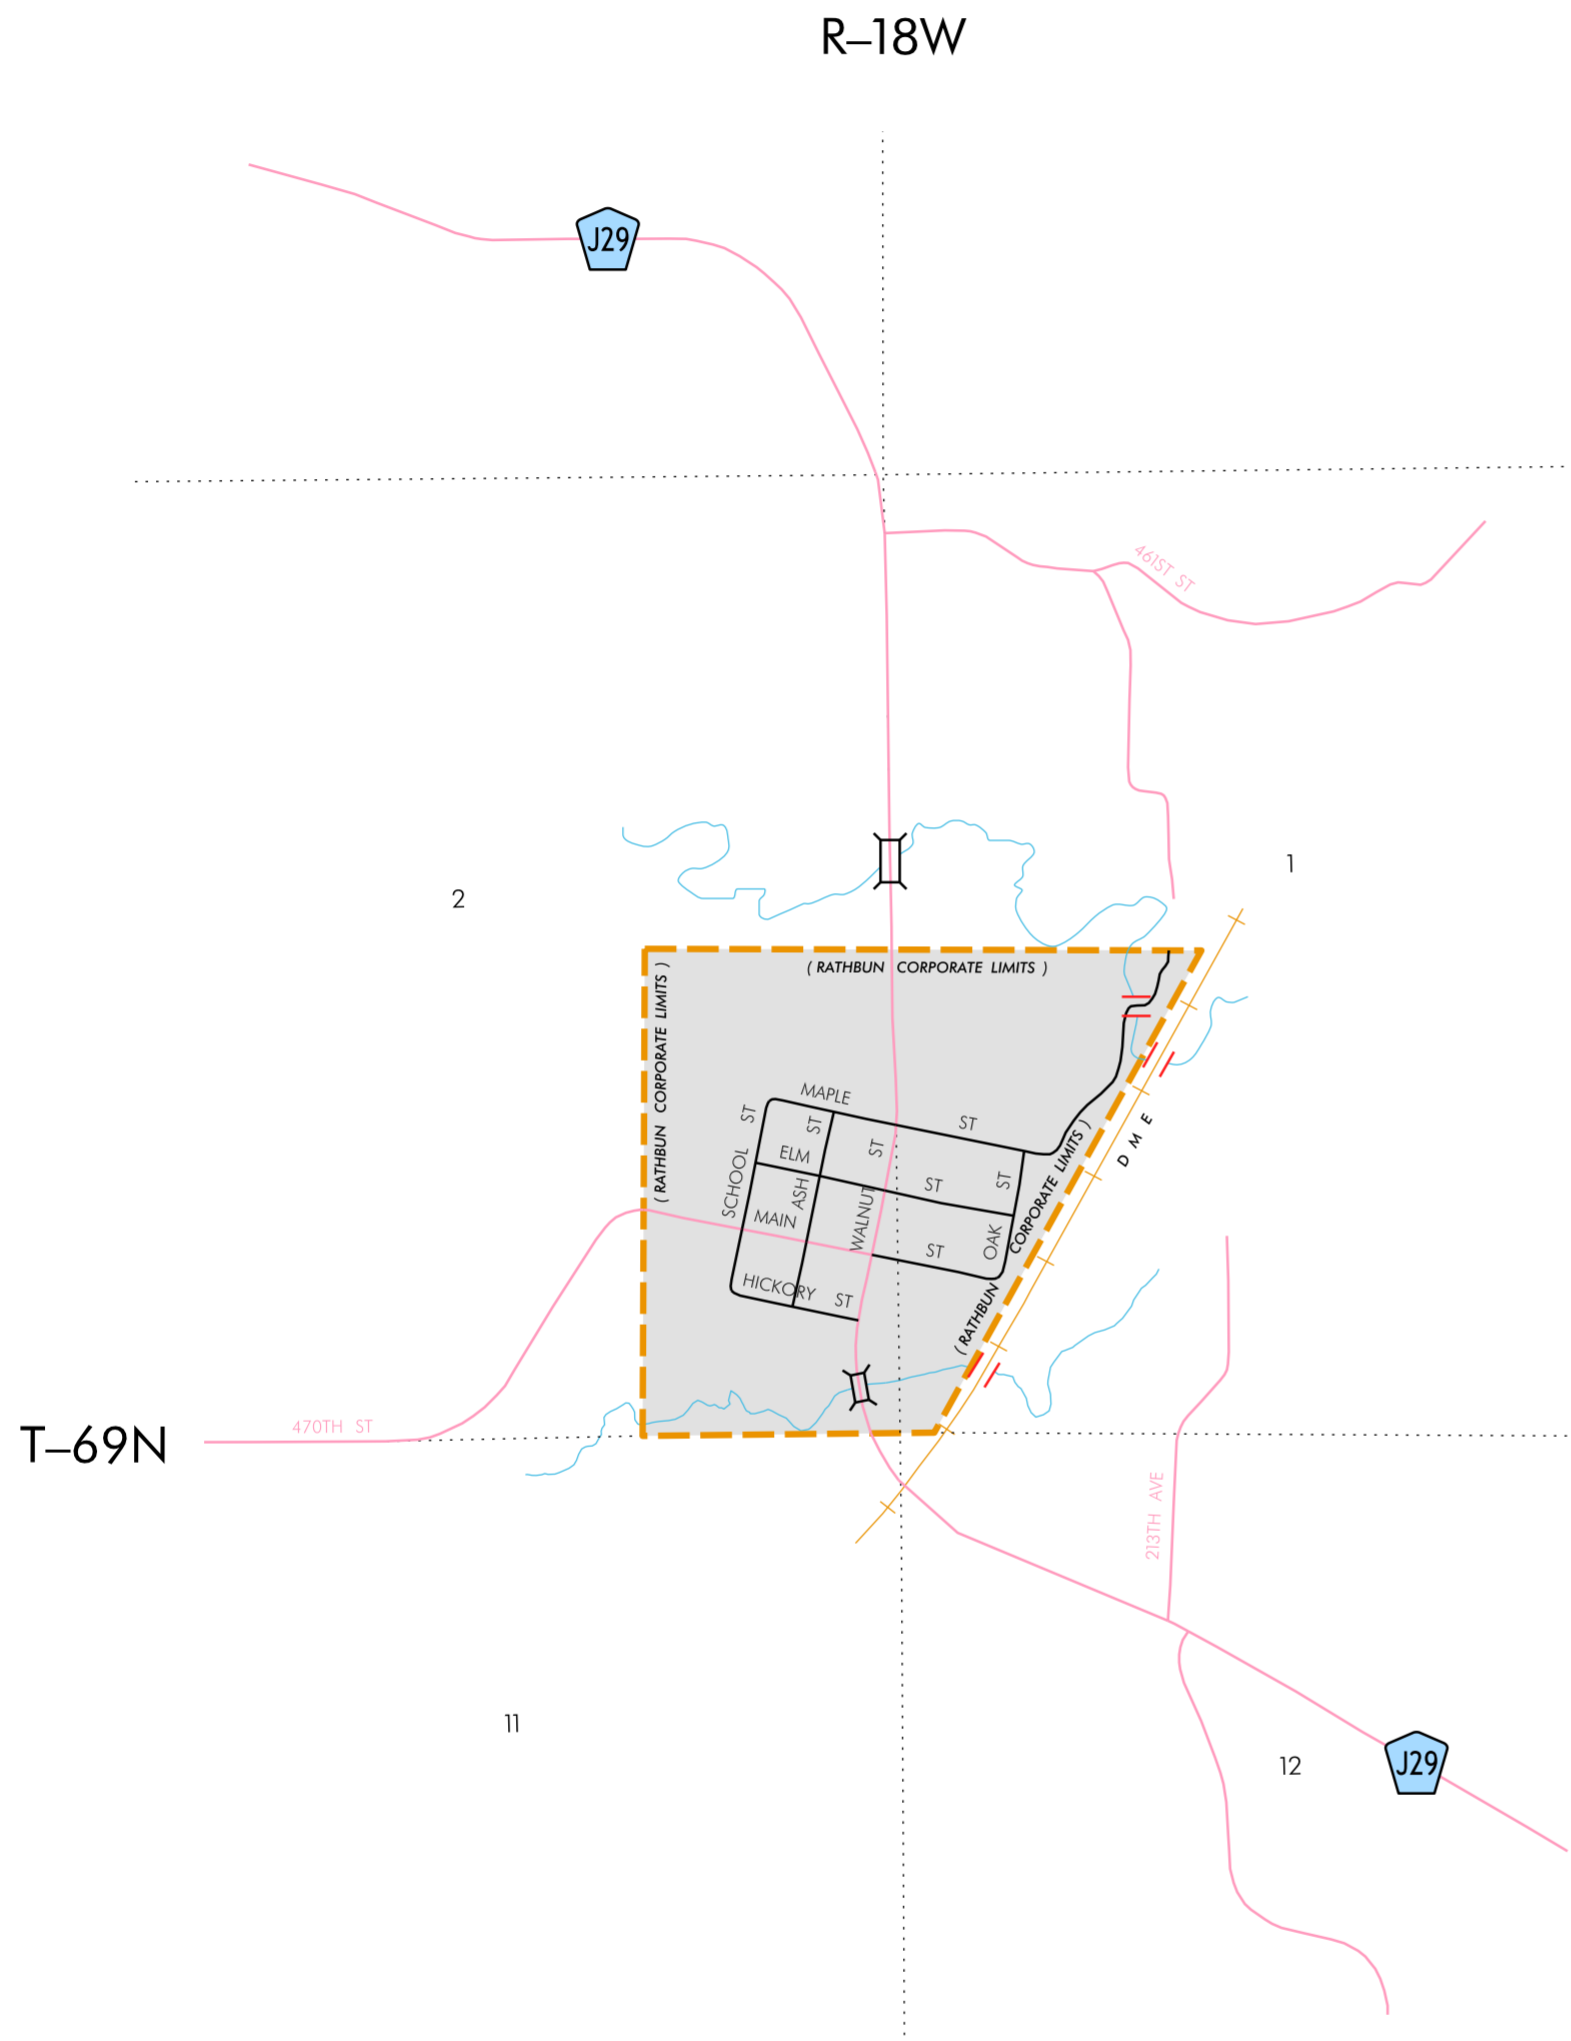 R–18W
J29
461ST ST
2
1
( RATHBUN CORPORATE LIMITS )
( RATHBUN CORPORATE LIMITS )
MAPLE ST
SCHOOL ST
ASH ST
WALNUT ST
OAK ST
ELM ST
MAIN ST
HICKORY ST
( RATHBUN CORPORATE LIMITS )
D M E
T–69N
470TH ST
213TH AVE
11
12
J29